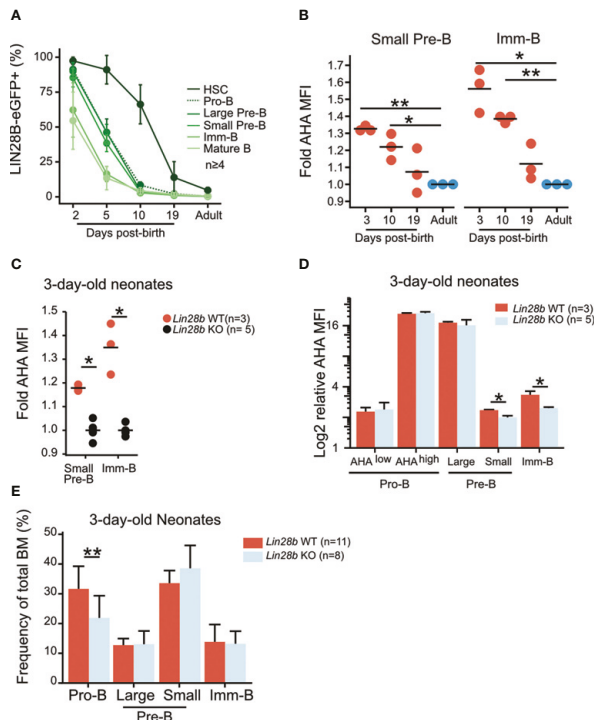 A
LIN28B-eGFP+ (%)
100
75
50
25
0
HSC
Pro-B
Large Pre-B
Small Pre-B
Imm-B
Mature B
n≥4
2 5 10 19 Adult
Days post-birth
B
Small Pre-B Imm-B
Fold AHA MFI
1.7
1.6
1.5
1.4
1.3
1.2
1.1
1.0
0.9
** *
* **
3 10 19 Adult 3 10 19 Adult
Days post-birth Days post-birth
C
3-day-old neonates
Lin28b WT(n=3)
Lin28b KO (n= 5)
Fold AHA MFI
1.5
1.4
1.3
1.2
1.1
1.0
0.9
* *
Small Pre-B
Imm-B
D
3-day-old neonates
Lin28b WT(n=3)
Lin28b KO (n= 5)
Log2 relative AHA MFI
16
4
2
1
* *
AHA low AHA high Large Small Imm-B
Pro-B Pre-B
E
3-day-old Neonates
Lin28b WT (n=11)
Lin28b KO (n=8)
Frequency of total BM (%)
50
40
30
20
10
0
**
Pro-B Large Small Imm-B
Pre-B